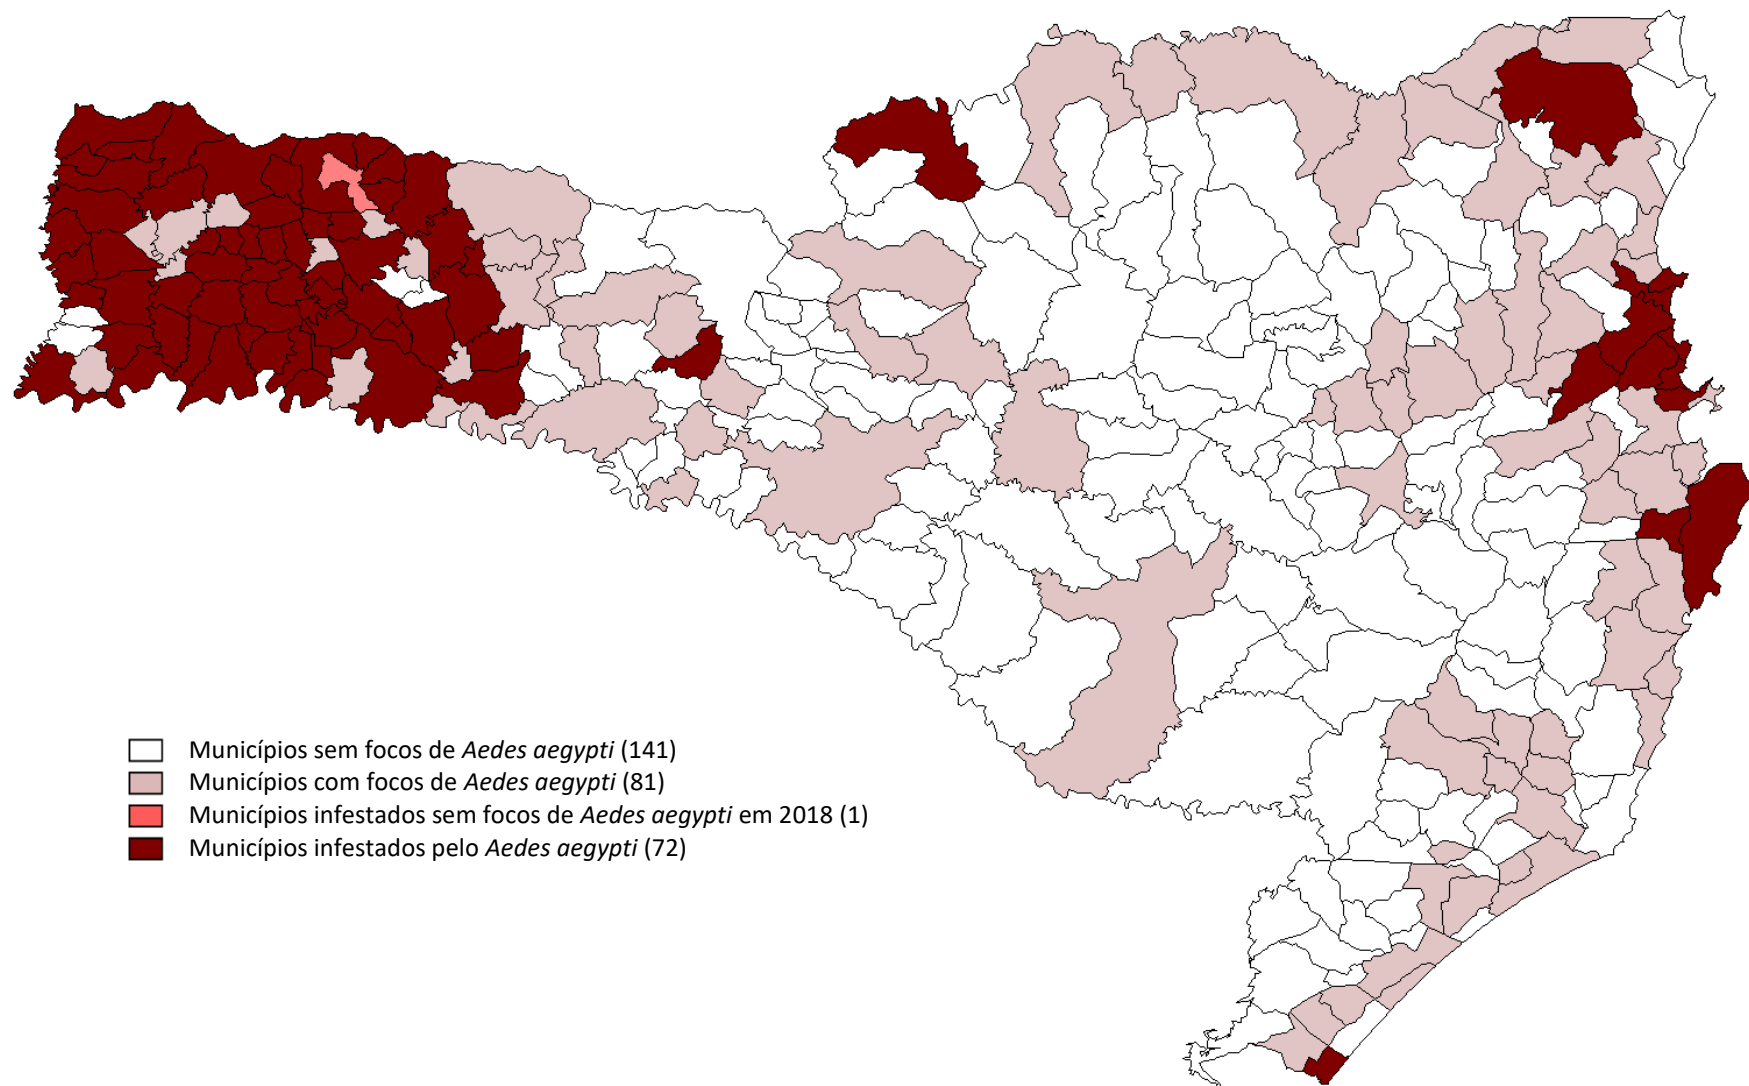 Municípios sem focos de Aedes aegypti (141)
Municípios com focos de Aedes aegypti (81)
Municípios infestados sem focos de Aedes aegypti em 2018 (1)
Municípios infestados pelo Aedes aegypti (72)